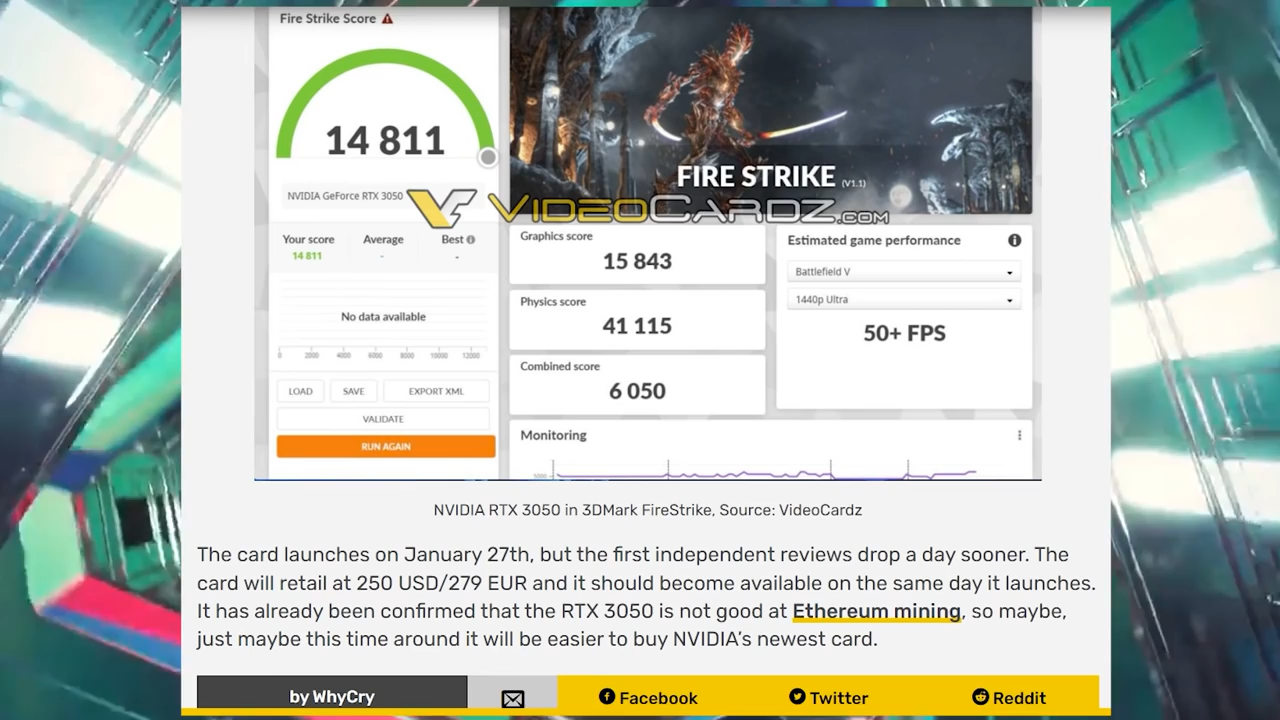 Fire Strike Score
14 811
NVIDIA GeForce RTX 3050
VIDEOCARDZ.COM
FIRE STRIKE (V1.1)
Your score Average Best
14 811 - -
No data available
0 2000 4000 6000 8000 10000 12000
LOAD SAVE EXPORT XML
VALIDATE
RUN AGAIN
Graphics score
15 843
Physics score
41 115
Combined score
6 050
Estimated game performance
Battlefield V
1440p Ultra
50+ FPS
Monitoring
5000
NVIDIA RTX 3050 in 3DMark FireStrike, Source: VideoCardz
The card launches on January 27th, but the first independent reviews drop a day sooner. The
card will retail at 250 USD/279 EUR and it should become available on the same day it launches.
It has already been confirmed that the RTX 3050 is not good at Ethereum mining, so maybe,
just maybe this time around it will be easier to buy NVIDIA's newest card.
by WhyCry Facebook Twitter Reddit